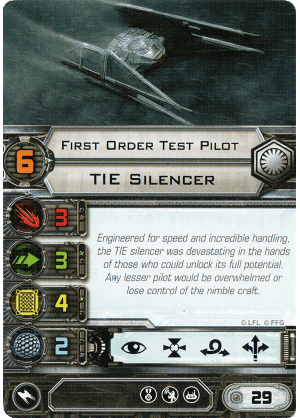 First Order Test Pilot
6
TIE Silencer
3
3
4
2
Engineered for speed and incredible handling,
the TIE silencer was devastating in the hands
of those who could unlock its full potential.
Any lesser pilot would be overwhelmed or
lose control of the nimble craft.
© LFL © FFG
29